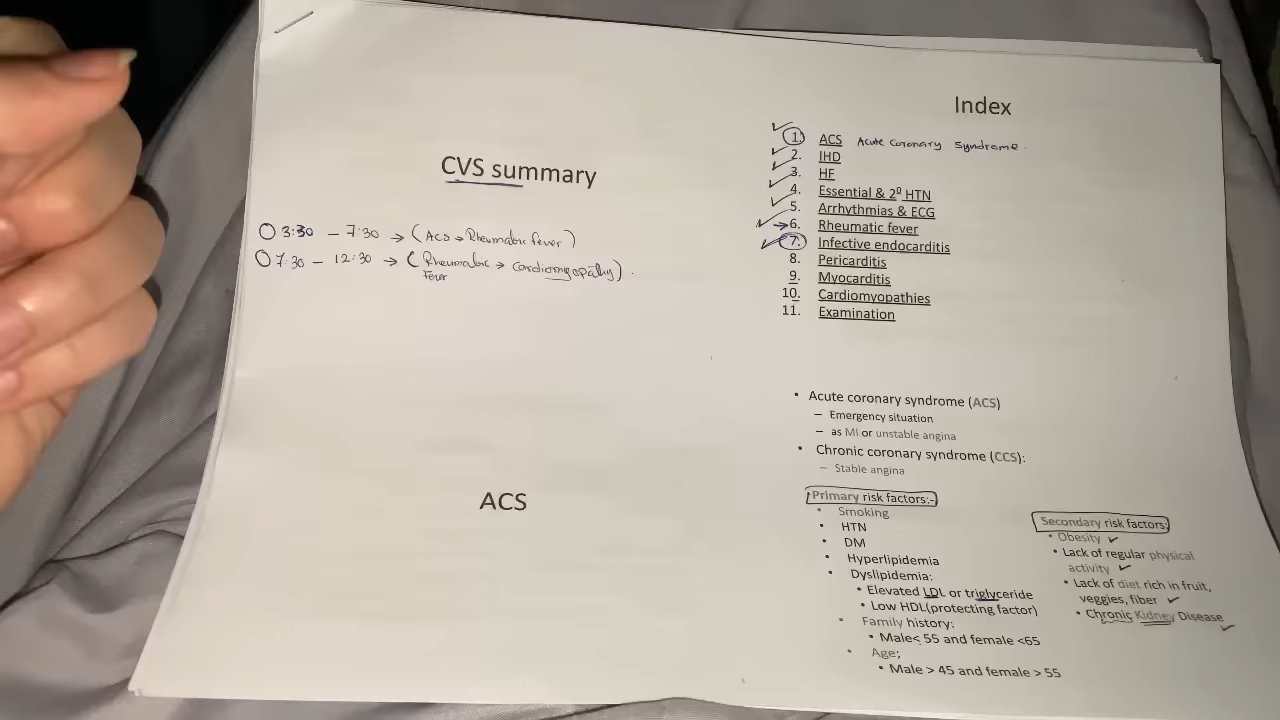 CVS summary
3:30 – 7:30 → (ACS → Rheumatic fever)
7:30 – 12:30 → (Rheumatic → cardiomyopathy).
Fever
ACS
Index
1. ACS Acute coronary syndrome.
2. IHD
3. HF
4. Essential & 2⁰ HTN
5. Arrhythmias & ECG
→6. Rheumatic fever
7. Infective endocarditis
8. Pericarditis
9. Myocarditis
10. Cardiomyopathies
11. Examination
• Acute coronary syndrome (ACS)
– Emergency situation
– as MI or unstable angina
• Chronic coronary syndrome (CCS):
– Stable angina
Primary risk factors:-
• Smoking
• HTN
• DM
• Hyperlipidemia
• Dyslipidemia:
• Elevated LDL or triglyceride
• Low HDL(protecting factor)
• Family history:
• Male< 55 and female <65
• Age;
• Male > 45 and female > 55
Secondary risk factors:
• Obesity ✓
• Lack of regular physical
activity ✓
• Lack of diet rich in fruit,
veggies, fiber ✓
• Chronic Kidney Disease ✓